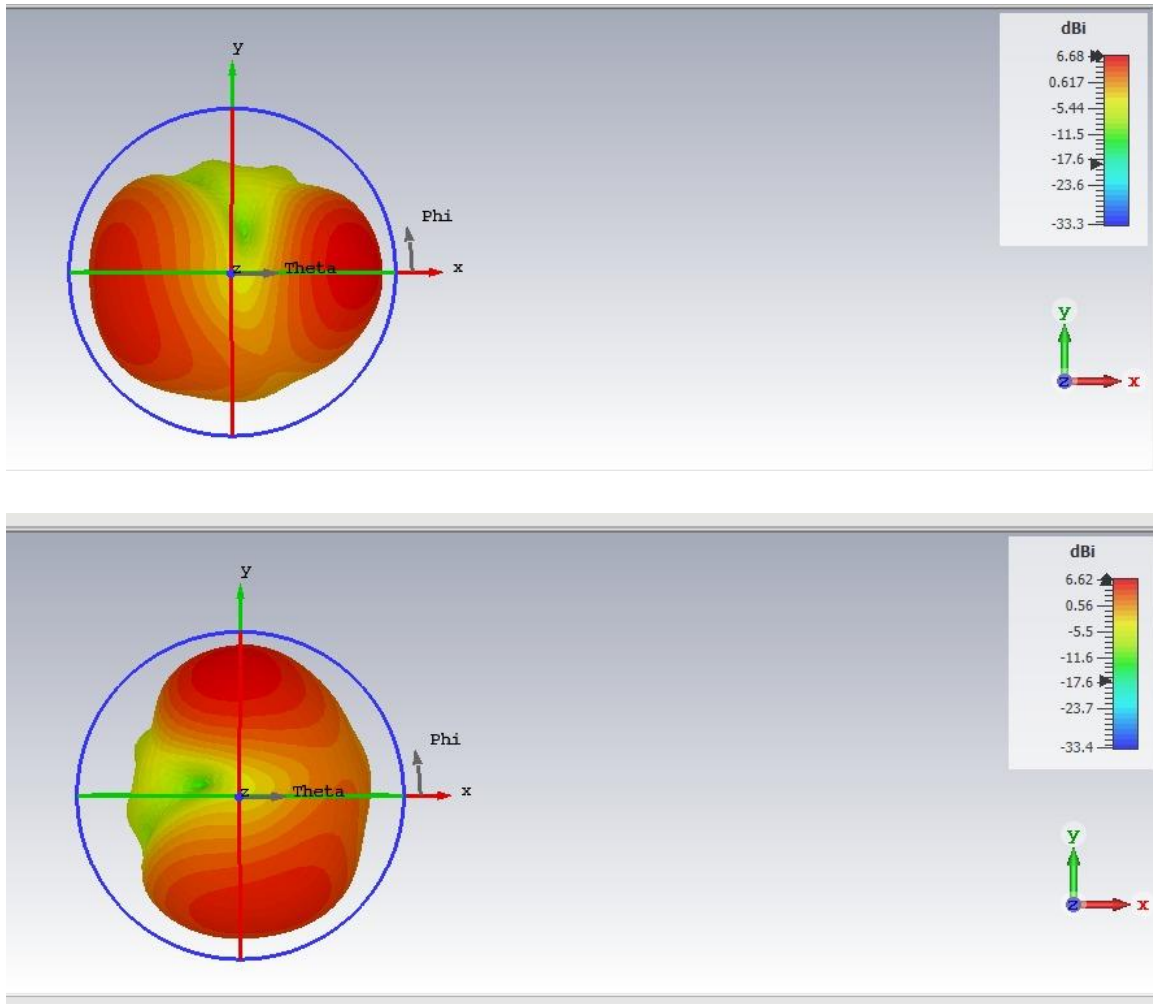 dBi
y
6.68
0.617
-5.44
-11.5
-17.6
-23.6
-33.3
Phi
z Theta x
y
z x
dBi
y
6.62
0.56
-5.5
-11.6
-17.6
-23.7
-33.4
Phi
z Theta x
y
z x